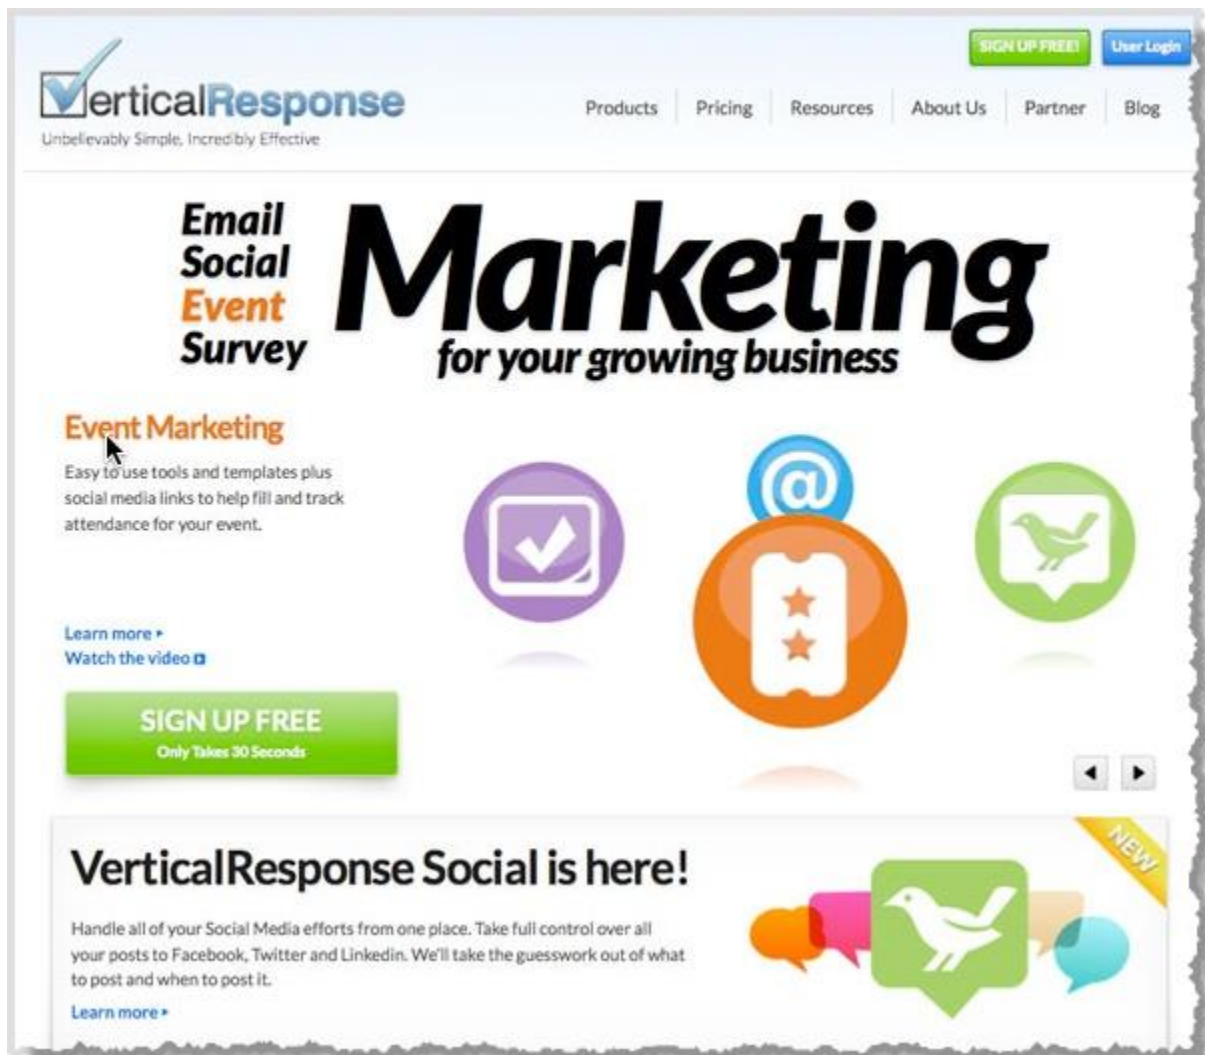 SIGN UP FREE!
User Login
VerticalResponse
Unbelievably Simple, Incredibly Effective
Products
Pricing
Resources
About Us
Partner
Blog
Email
Social
Event
Survey
Marketing
for your growing business
Event Marketing
Easy to use tools and templates plus
social media links to help fill and track
attendance for your event.
Learn more
Watch the video
@
SIGN UP FREE
Only Takes 30 Seconds
NEW
VerticalResponse Social is here!
Handle all of your Social Media efforts from one place. Take full control over all
your posts to Facebook, Twitter and Linkedin. We'll take the guesswork out of what
to post and when to post it.
Learn more